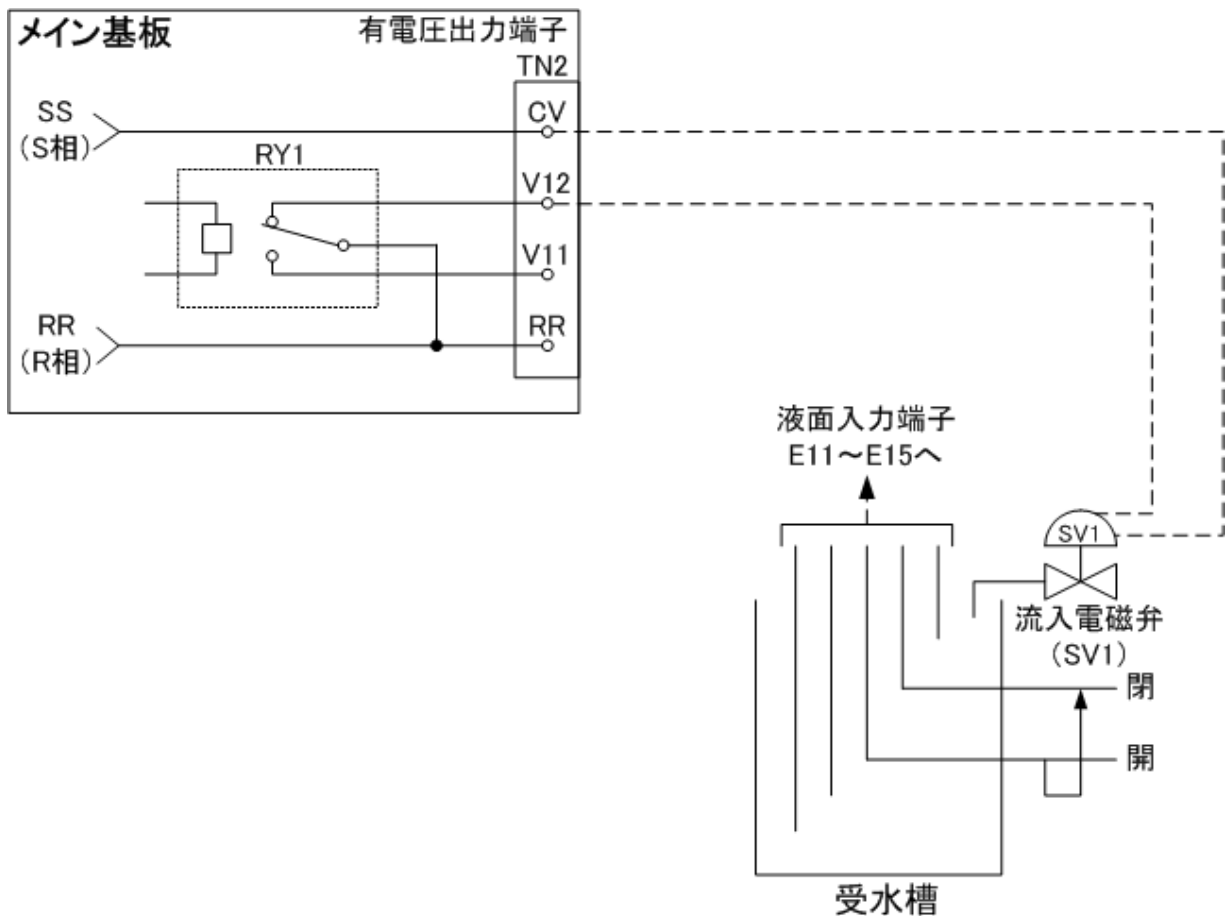 メイン基板
有電圧出力端子
TN2
SS
(S相)
CV
RY1
V12
V11
RR
(R相)
RR
液面入力端子
E11～E15へ
SV1
流入電磁弁
(SV1)
閉
開
受水槽